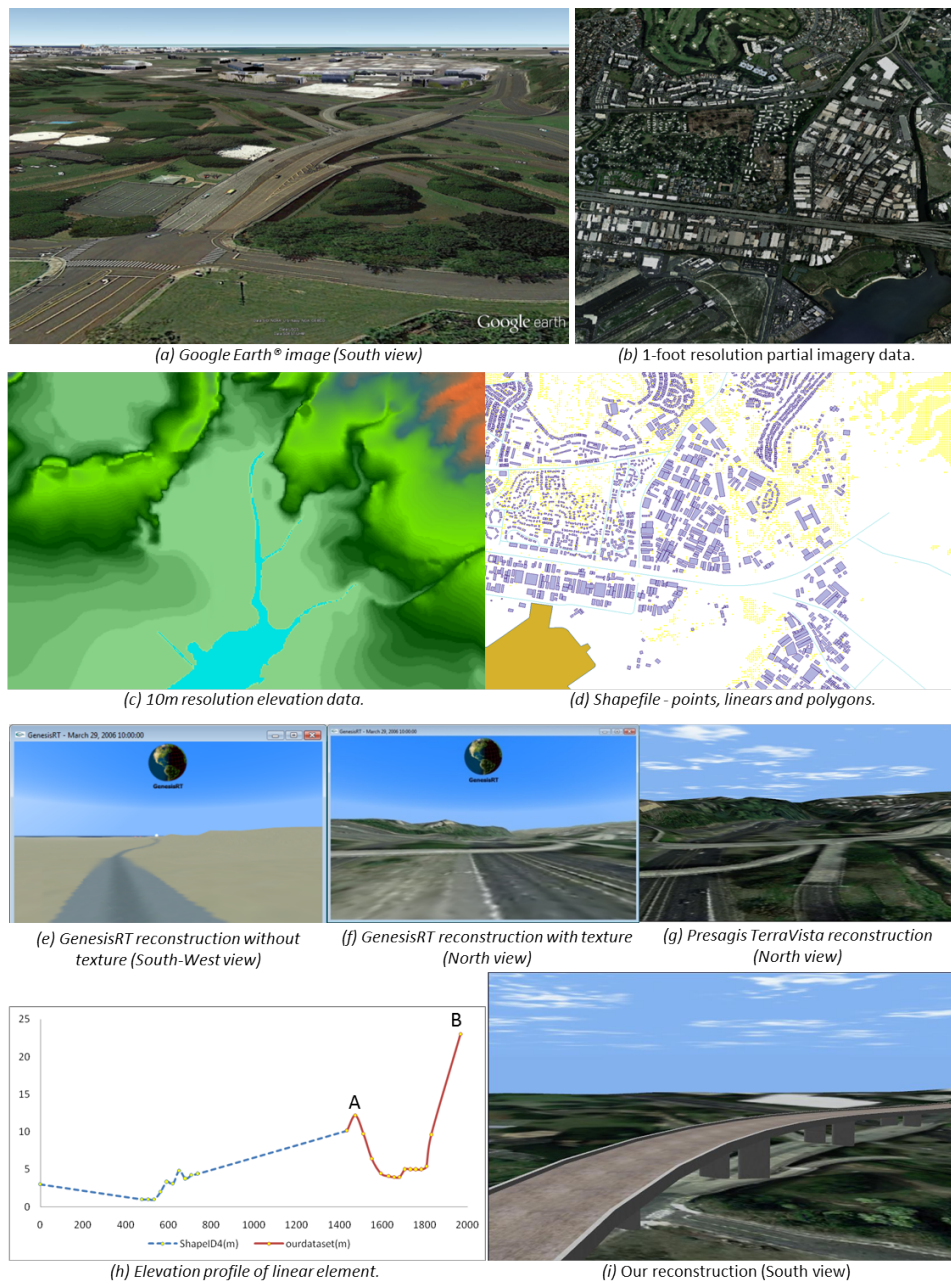 Google earth
(a) Google Earth® image (South view)
(b) 1-foot resolution partial imagery data.
(c) 10m resolution elevation data.
(d) Shapefile - points, linears and polygons.
GenesisRT - March 29, 2006 10:00:00
GenesisRT
GenesisRT - March 29, 2006 10:00:00
GenesisRT
(e) GenesisRT reconstruction without
texture (South-West view)
(f) GenesisRT reconstruction with texture
(North view)
(g) Presagis TerraVista reconstruction
(North view)
25
20
15
10
5
0
A
B
0 200 400 600 800 1000 1200 1400 1600 1800 2000
ShapeID4(m) ourdataset(m)
(h) Elevation profile of linear element.
(i) Our reconstruction (South view)